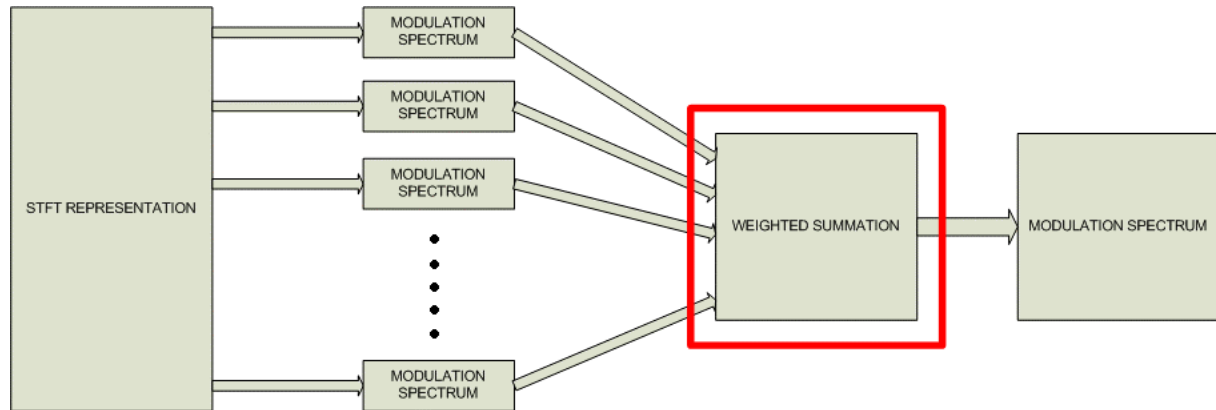 STFT REPRESENTATION
MODULATION
SPECTRUM
MODULATION
SPECTRUM
MODULATION
SPECTRUM
MODULATION
SPECTRUM
WEIGHTED SUMMATION
MODULATION SPECTRUM